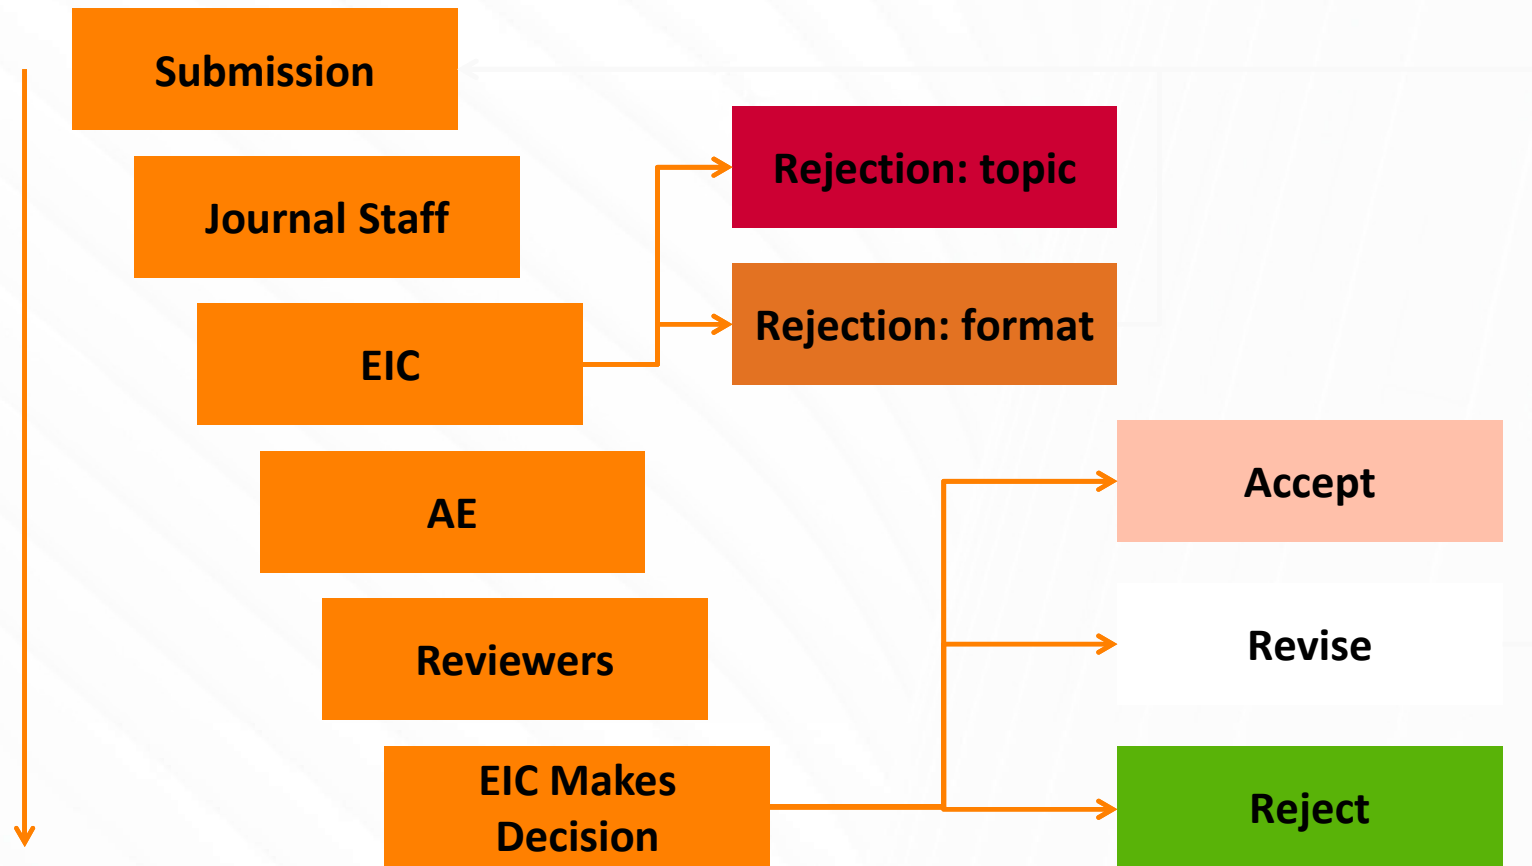 Submission
Journal Staff
EIC
AE
Reviewers
EIC Makes
Decision
Rejection: topic
Rejection: format
Accept
Revise
Reject